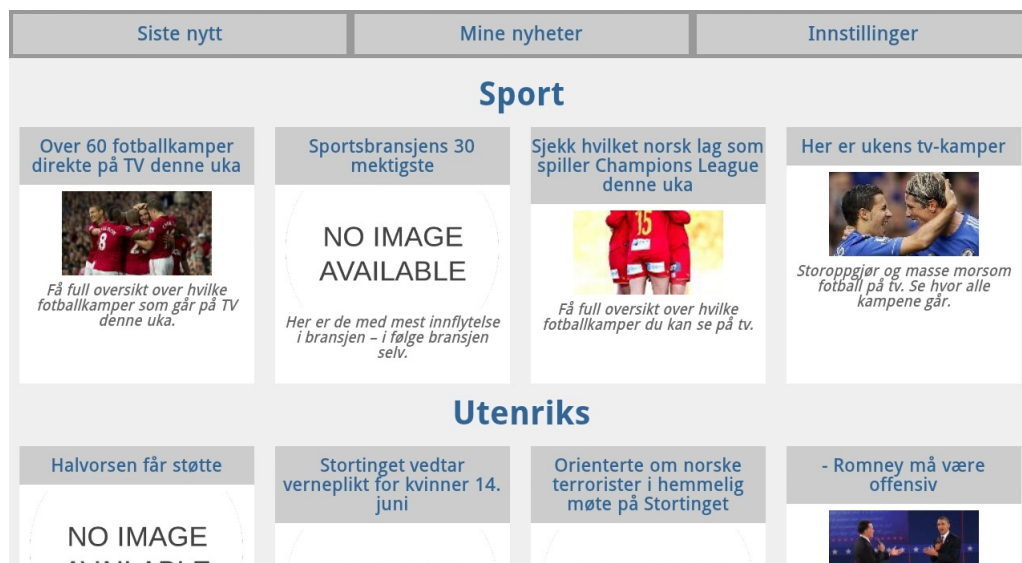 Siste nytt
Mine nyheter
Innstillinger
Sport
Over 60 fotballkamper
direkte på TV denne uka
8
Få full oversikt over hvilke
fotballkamper som går på TV
denne uka.
Sportsbransjens 30
mektigste
NO IMAGE
AVAILABLE
Her er de med mest innflytelse
i bransjen – i følge bransjen
selv.
Sjekk hvilket norsk lag som
spiller Champions League
denne uka
15
Få full oversikt over hvilke
fotballkamper du kan se på tv.
Her er ukens tv-kamper
Storoppgjør og masse morsom
fotball på tv. Se hvor alle
kampene går.
Utenriks
Halvorsen får støtte
NO IMAGE
AVAILABLE
Stortinget vedtar
verneplikt for kvinner 14.
juni
Orienterte om norske
terrorister i hemmelig
møte på Stortinget
- Romney må være
offensiv